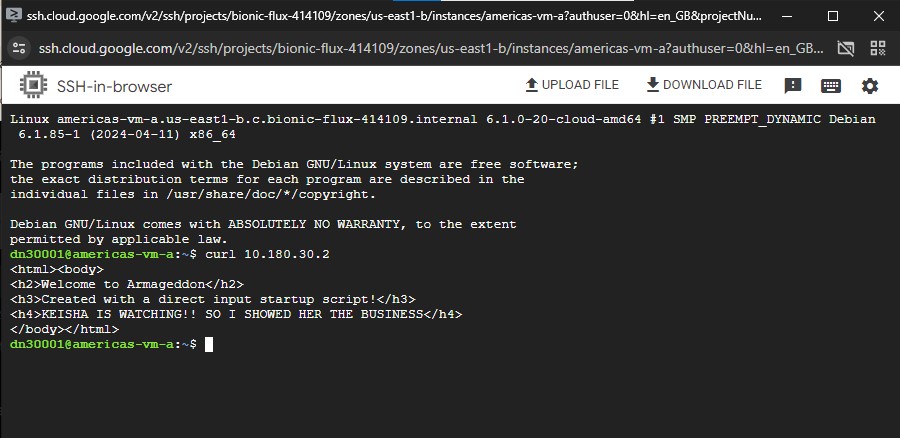 ssh.cloud.google.com/v2/ssh/projects/bionic-flux-414109/zones/us-east1-b/instances/americas-vm-a?authuser=0&hl=en_GB&projectNu...
ssh.cloud.google.com/v2/ssh/projects/bionic-flux-414109/zones/us-east1-b/instances/americas-vm-a?authuser=0&hl=en_GB...
SSH-in-browser UPLOAD FILE DOWNLOAD FILE
Linux americas-vm-a.us-east1-b.c.bionic-flux-414109.internal 6.1.0-20-cloud-amd64 #1 SMP PREEMPT_DYNAMIC Debian
6.1.85-1 (2024-04-11) x86_64
The programs included with the Debian GNU/Linux system are free software;
the exact distribution terms for each program are described in the
individual files in /usr/share/doc/*/copyright.
Debian GNU/Linux comes with ABSOLUTELY NO WARRANTY, to the extent
permitted by applicable law.
dn30001@americas-vm-a:~$ curl 10.180.30.2
<html><body>
<h2>Welcome to Armageddon</h2>
<h3>Created with a direct input startup script!</h3>
<h4>KEISHA IS WATCHING!! SO I SHOWED HER THE BUSINESS</h4>
</body></html>
dn30001@americas-vm-a:~$